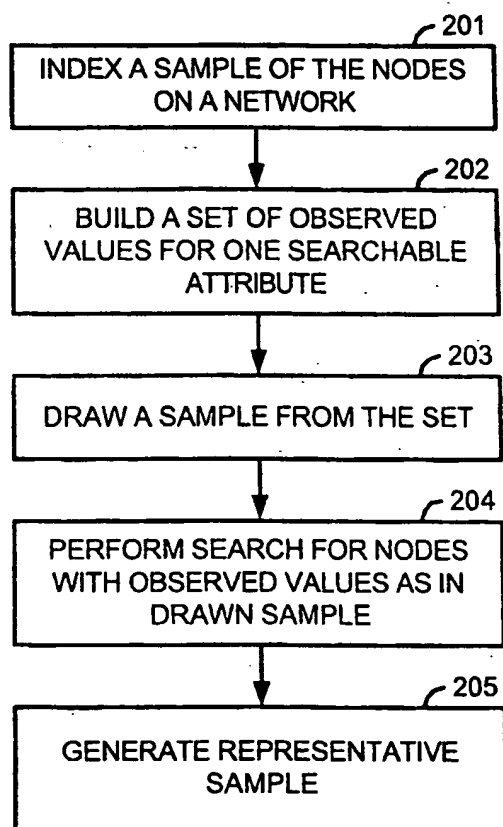 201
INDEX A SAMPLE OF THE NODES
ON A NETWORK
202
BUILD A SET OF OBSERVED
VALUES FOR ONE SEARCHABLE
ATTRIBUTE
203
DRAW A SAMPLE FROM THE SET
204
PERFORM SEARCH FOR NODES
WITH OBSERVED VALUES AS IN
DRAWN SAMPLE
205
GENERATE REPRESENTATIVE
SAMPLE